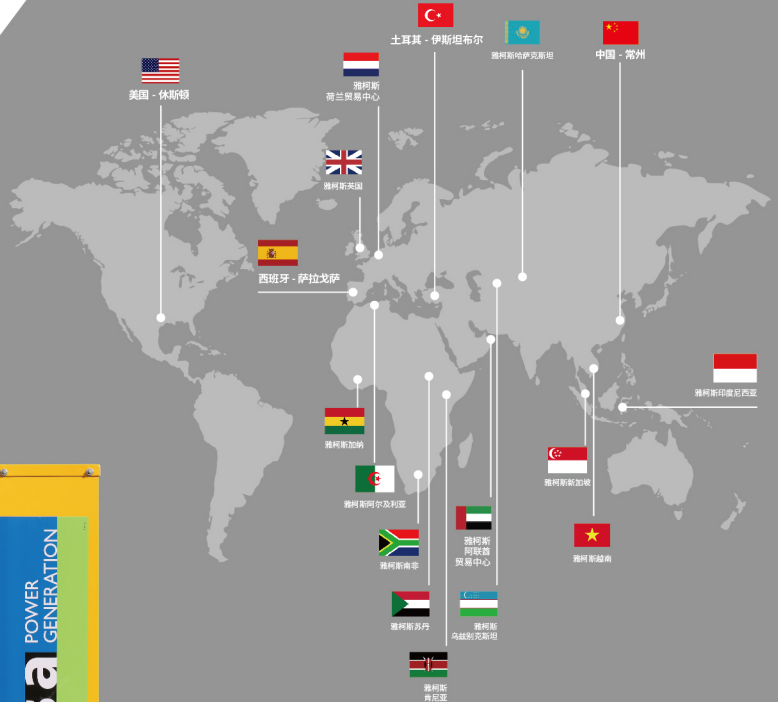 土耳其 - 伊斯坦布尔
雅柯斯哈萨克斯坦
中国 - 常州
美国 - 休斯顿
雅柯斯
荷兰贸易中心
雅柯斯英国
西班牙 - 萨拉戈萨
雅柯斯印度尼西亚
雅柯斯加纳
雅柯斯新加坡
雅柯斯阿尔及利亚
雅柯斯南非
雅柯斯
阿联酋
贸易中心
雅柯斯越南
雅柯斯苏丹
雅柯斯
乌兹别克斯坦
雅柯斯
肯尼亚
POWER
GENERATION
sa